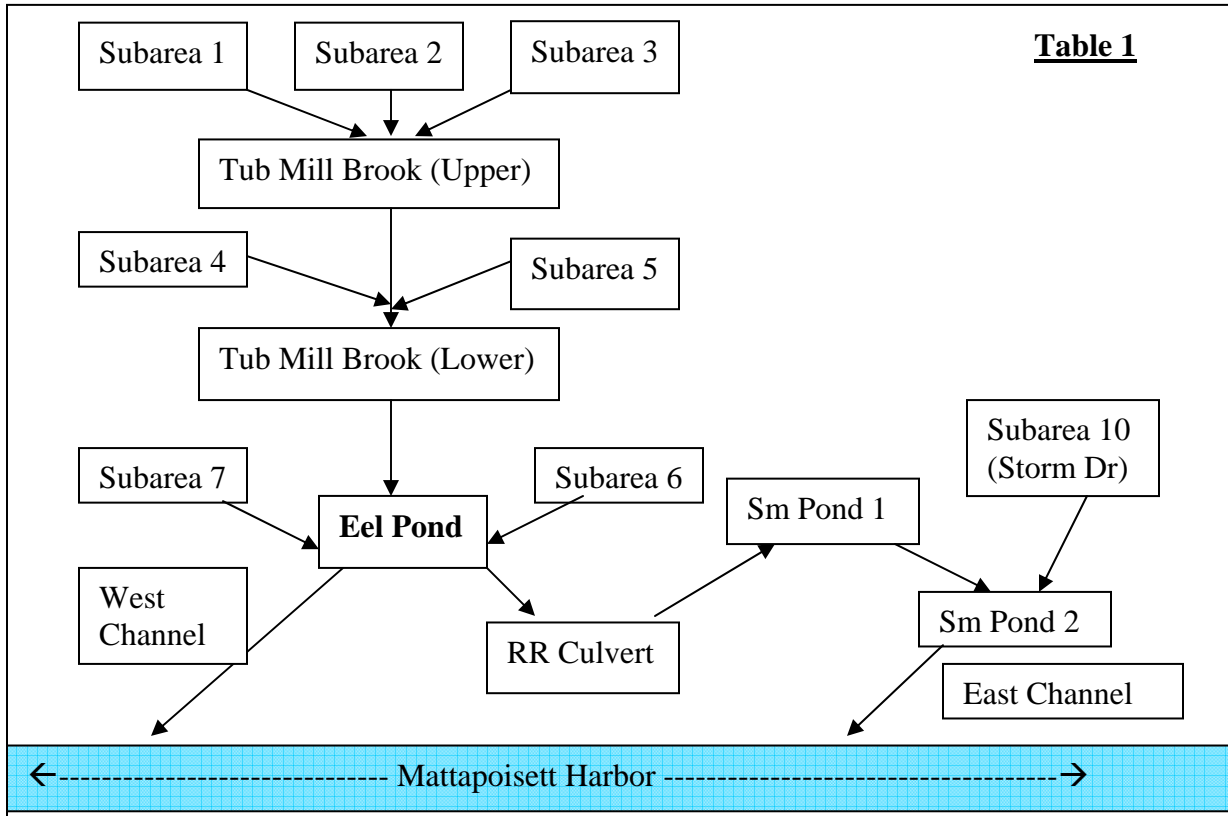 Table 1
Subarea 1
Subarea 2
Subarea 3
Tub Mill Brook (Upper)
Subarea 4
Subarea 5
Tub Mill Brook (Lower)
Subarea 10
(Storm Dr)
Subarea 7
Subarea 6
Eel Pond
Sm Pond 1
West
Channel
RR Culvert
Sm Pond 2
East Channel
←-------------------------------- Mattapoisett Harbor -----------------------------------→